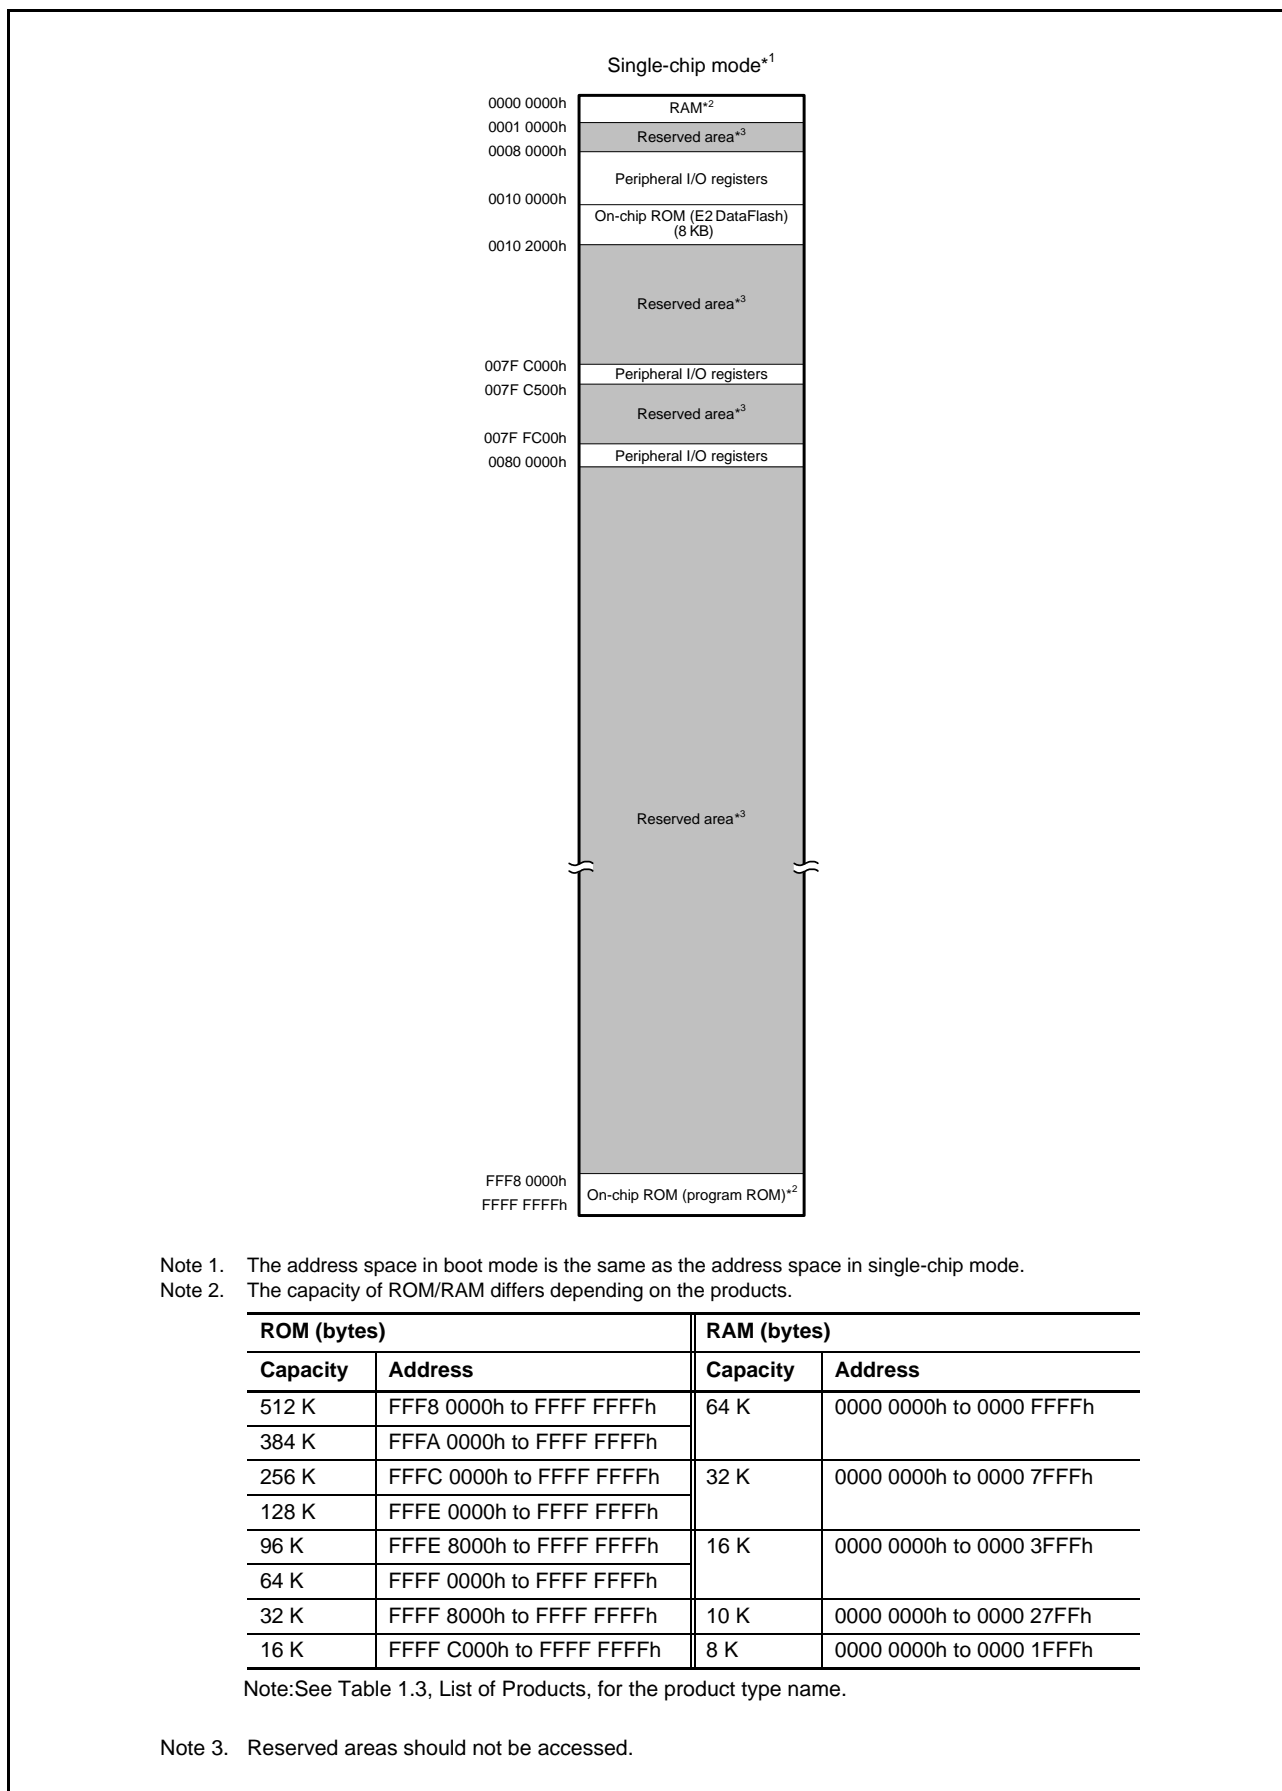 Single-chip mode*1
0000 0000h
RAM*2
0001 0000h
Reserved area*3
0008 0000h
Peripheral I/O registers
0010 0000h
On-chip ROM (E2 DataFlash)
(8 KB)
0010 2000h
Reserved area*3
007F C000h
Peripheral I/O registers
007F C500h
Reserved area*3
007F FC00h
Peripheral I/O registers
0080 0000h
Reserved area*3
FFF8 0000h
On-chip ROM (program ROM)*2
FFFF FFFFh
Note 1. The address space in boot mode is the same as the address space in single-chip mode.
Note 2. The capacity of ROM/RAM differs depending on the products.
ROM (bytes) RAM (bytes)
Capacity Address Capacity Address
512 K FFF8 0000h to FFFF FFFFh 64 K 0000 0000h to 0000 FFFFh
384 K FFFA 0000h to FFFF FFFFh
256 K FFFC 0000h to FFFF FFFFh 32 K 0000 0000h to 0000 7FFFh
128 K FFFE 0000h to FFFF FFFFh
96 K FFFE 8000h to FFFF FFFFh 16 K 0000 0000h to 0000 3FFFh
64 K FFFF 0000h to FFFF FFFFh
32 K FFFF 8000h to FFFF FFFFh 10 K 0000 0000h to 0000 27FFh
16 K FFFF C000h to FFFF FFFFh 8 K 0000 0000h to 0000 1FFFh
Note:See Table 1.3, List of Products, for the product type name.
Note 3. Reserved areas should not be accessed.